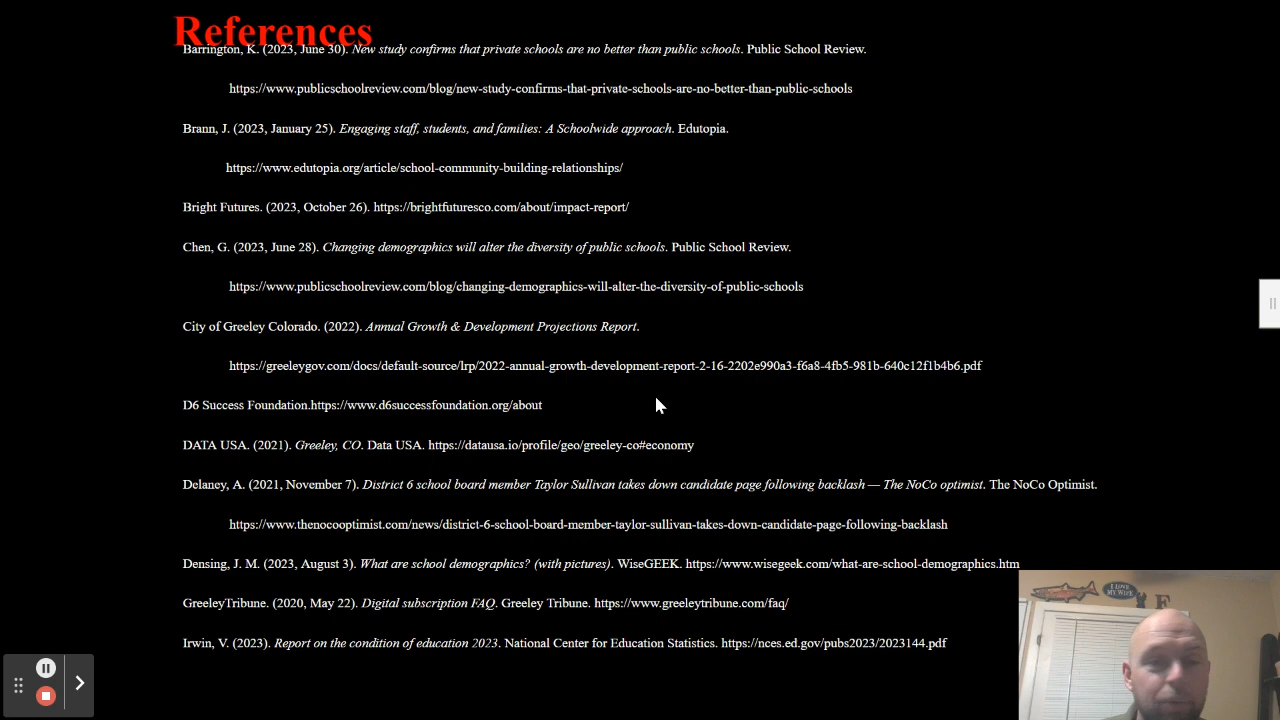 References
Barrington, K. (2023, June 30). New study confirms that private schools are no better than public schools. Public School Review.
https://www.publicschoolreview.com/blog/new-study-confirms-that-private-schools-are-no-better-than-public-schools
Brann, J. (2023, January 25). Engaging staff, students, and families: A Schoolwide approach. Edutopia.
https://www.edutopia.org/article/school-community-building-relationships/
Bright Futures. (2023, October 26). https://brightfuturesco.com/about/impact-report/
Chen, G. (2023, June 28). Changing demographics will alter the diversity of public schools. Public School Review.
https://www.publicschoolreview.com/blog/changing-demographics-will-alter-the-diversity-of-public-schools
City of Greeley Colorado. (2022). Annual Growth & Development Projections Report.
https://greeleygov.com/docs/default-source/lrp/2022-annual-growth-development-report-2-16-2202e990a3-f6a8-4fb5-981b-640c12f1b4b6.pdf
D6 Success Foundation.https://www.d6successfoundation.org/about
DATA USA. (2021). Greeley, CO. Data USA. https://datausa.io/profile/geo/greeley-co#economy
Delaney, A. (2021, November 7). District 6 school board member Taylor Sullivan takes down candidate page following backlash — The NoCo optimist. The NoCo Optimist.
https://www.thenocooptimist.com/news/district-6-school-board-member-taylor-sullivan-takes-down-candidate-page-following-backlash
Densing, J. M. (2023, August 3). What are school demographics? (with pictures). WiseGEEK. https://www.wisegeek.com/what-are-school-demographics.htm
GreeleyTribune. (2020, May 22). Digital subscription FAQ. Greeley Tribune. https://www.greeleytribune.com/faq/
Irwin, V. (2023). Report on the condition of education 2023. National Center for Education Statistics. https://nces.ed.gov/pubs2023/2023144.pdf
I LOVE
MY WIFE
F